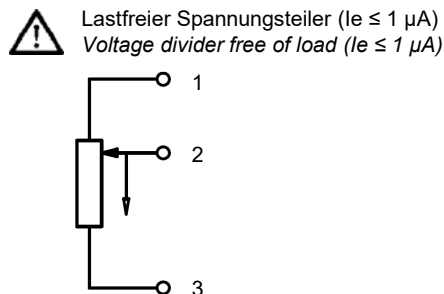 Lastfreier Spannungsteiler (Ie ≤ 1 µA)
Voltage divider free of load (Ie ≤ 1 µA)
1
2
3